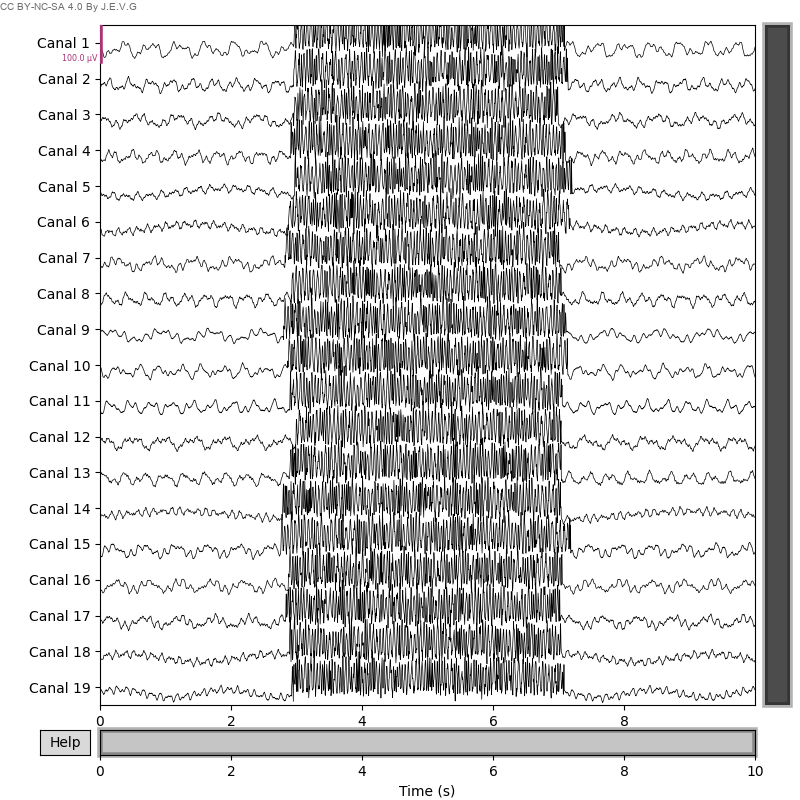 CC BY-NC-SA 4.0 By J.E.V.G
Canal 1
100.0 µV
Canal 2
Canal 3
Canal 4
Canal 5
Canal 6
Canal 7
Canal 8
Canal 9
Canal 10
Canal 11
Canal 12
Canal 13
Canal 14
Canal 15
Canal 16
Canal 17
Canal 18
Canal 19
0 2 4 6 8
Help
0 2 4 6 8 10
Time (s)